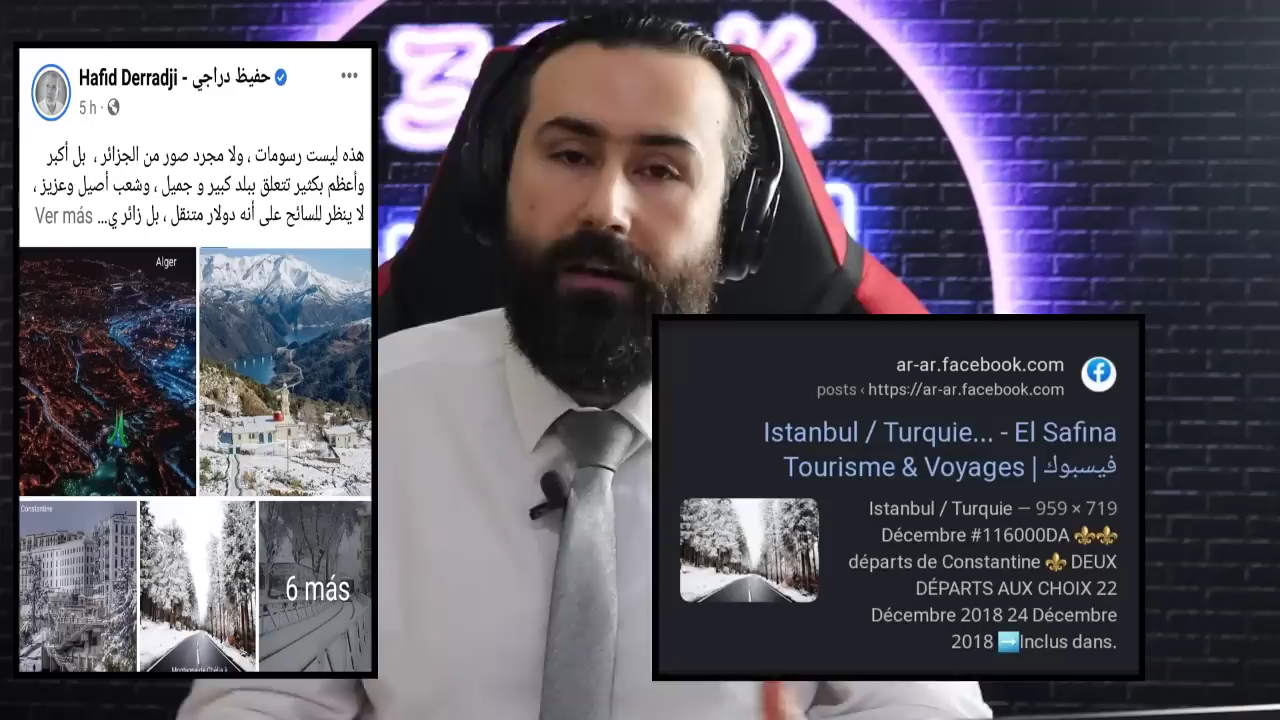 Hafid Derradji - حفيظ دراجي
5 h
هذه ليست رسومات ، ولا مجرد صور من الجزائر ، بل أكبر
وأعظم بكثير تتعلق ببلد كبير و جميل ، وشعب أصيل وعزيز ،
لا ينظر للسائح على أنه دولار متنقل ، بل زائر ي... Ver más
Alger
Constantine
6 más
ar-ar.facebook.com
posts ‹ https://ar-ar.facebook.com
Istanbul / Turquie... - El Safina
Tourisme & Voyages | فيسبوك
Istanbul / Turquie — 959 × 719
Décembre #116000DA ⚜️⚜️
départs de Constantine ⚜️ DEUX
DÉPARTS AUX CHOIX 22
Décembre 2018 24 Décembre
2018 ➡️Inclus dans.